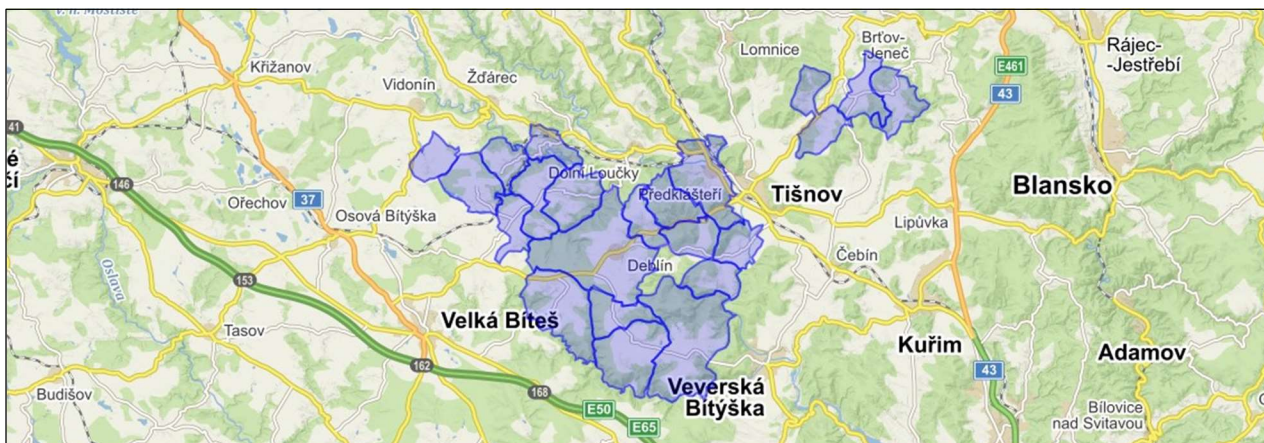 v. n. Mostiště
Křižanov
Vidonín
Žďárec
Lomnice
Brťov-
Jeneč
Rájec-
-Jestřebí
E461
43
41
é
čí
146
37
Ořechov
Osová Bítýška
Dolní Loučky
Předklášteří
Tišnov
Blansko
Lipůvka
Oslava
153
Deblín
Čebín
Tasov
Velká Bíteš
Kuřim
Adamov
162
43
Budišov
168
Veverská
Bítýška
E50
E65
Bílovice
nad Svitavou